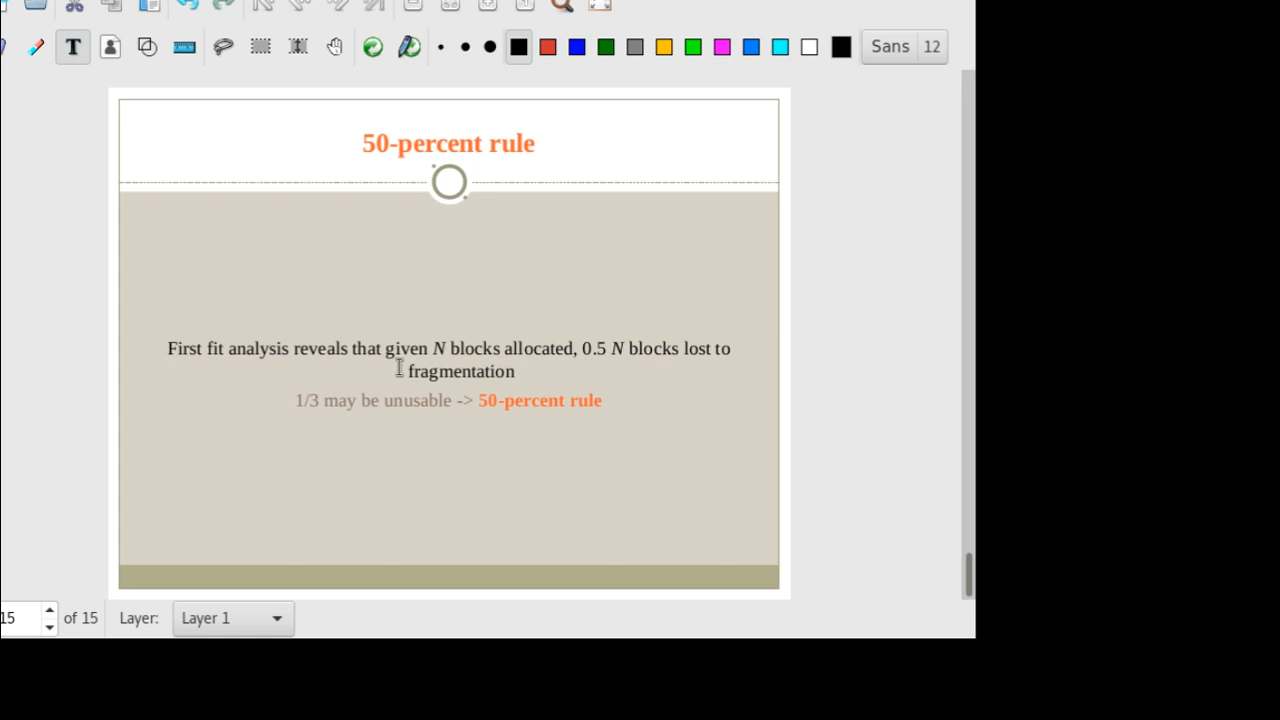 Sans 12
50-percent rule
First fit analysis reveals that given N blocks allocated, 0.5 N blocks lost to
fragmentation
1/3 may be unusable -> 50-percent rule
15 of 15 Layer: Layer 1